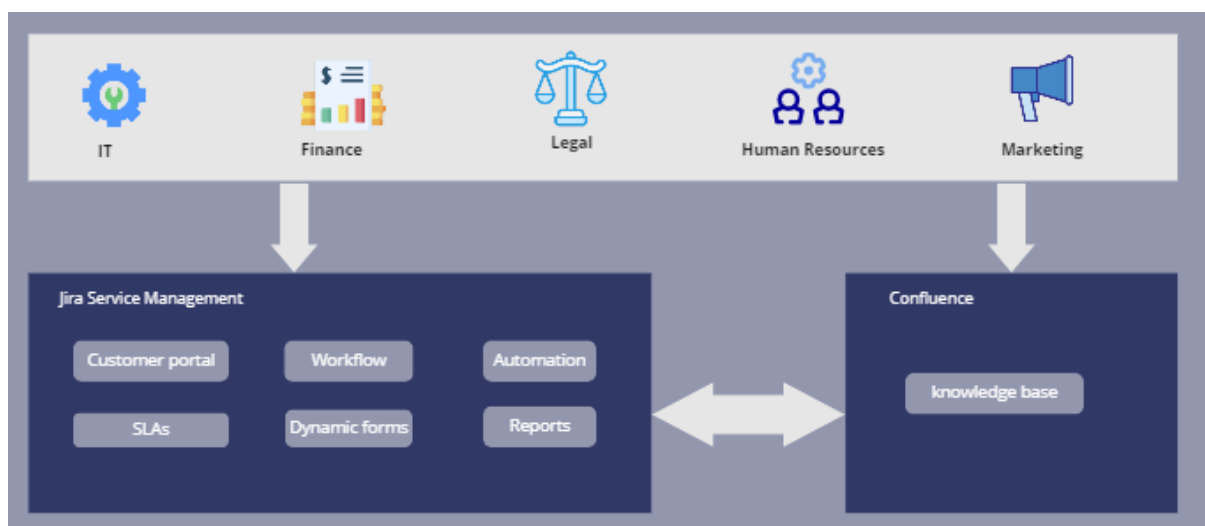 IT
Finance
Legal
Human Resources
Marketing
Jira Service Management
Customer portal
Workflow
Automation
SLAs
Dynamic forms
Reports
Confluence
knowledge base